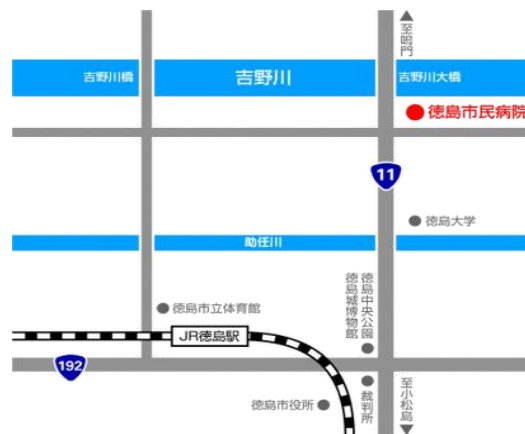 至鳴門
吉野川橋
吉野川
吉野川大橋
徳島市民病院
11
徳島大学
助任川
徳島中央公園
徳島城博物館
徳島市立体育館
JR徳島駅
192
裁判所
至小松島
徳島市役所